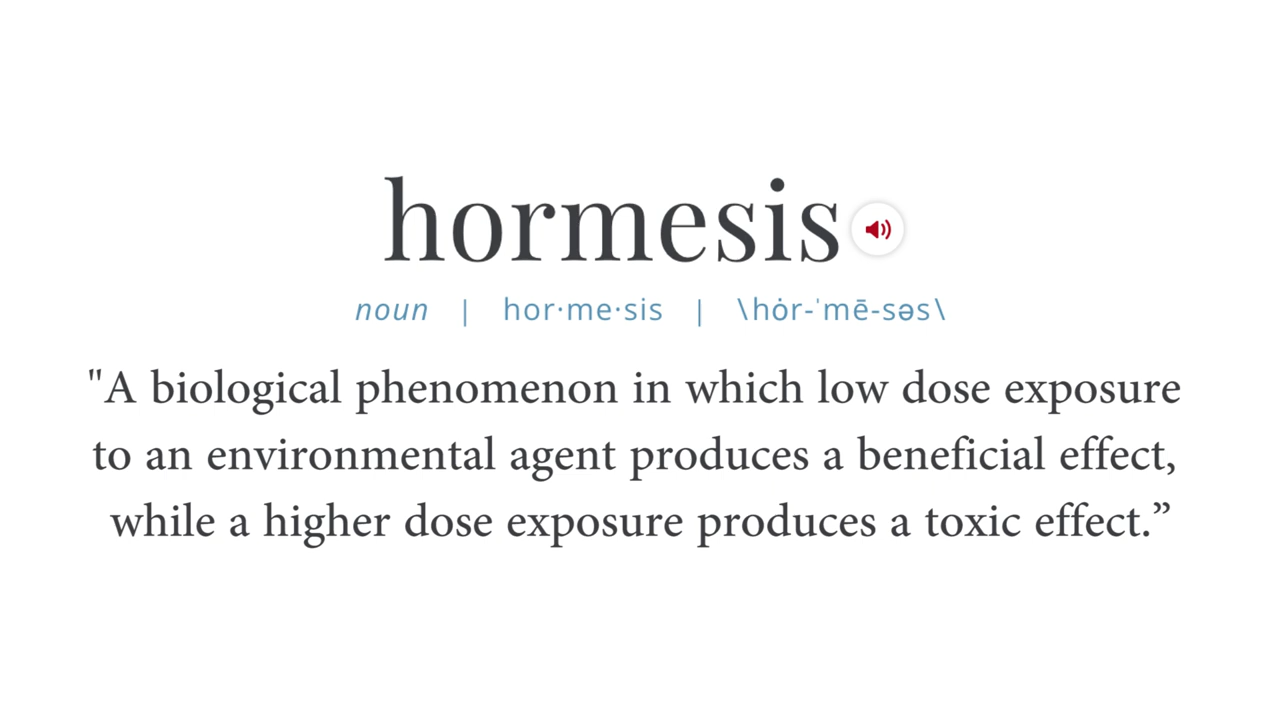 hormesis
noun | hor·me·sis | \hȯr-ˈmē-səs\
"A biological phenomenon in which low dose exposure
to an environmental agent produces a beneficial effect,
while a higher dose exposure produces a toxic effect.”